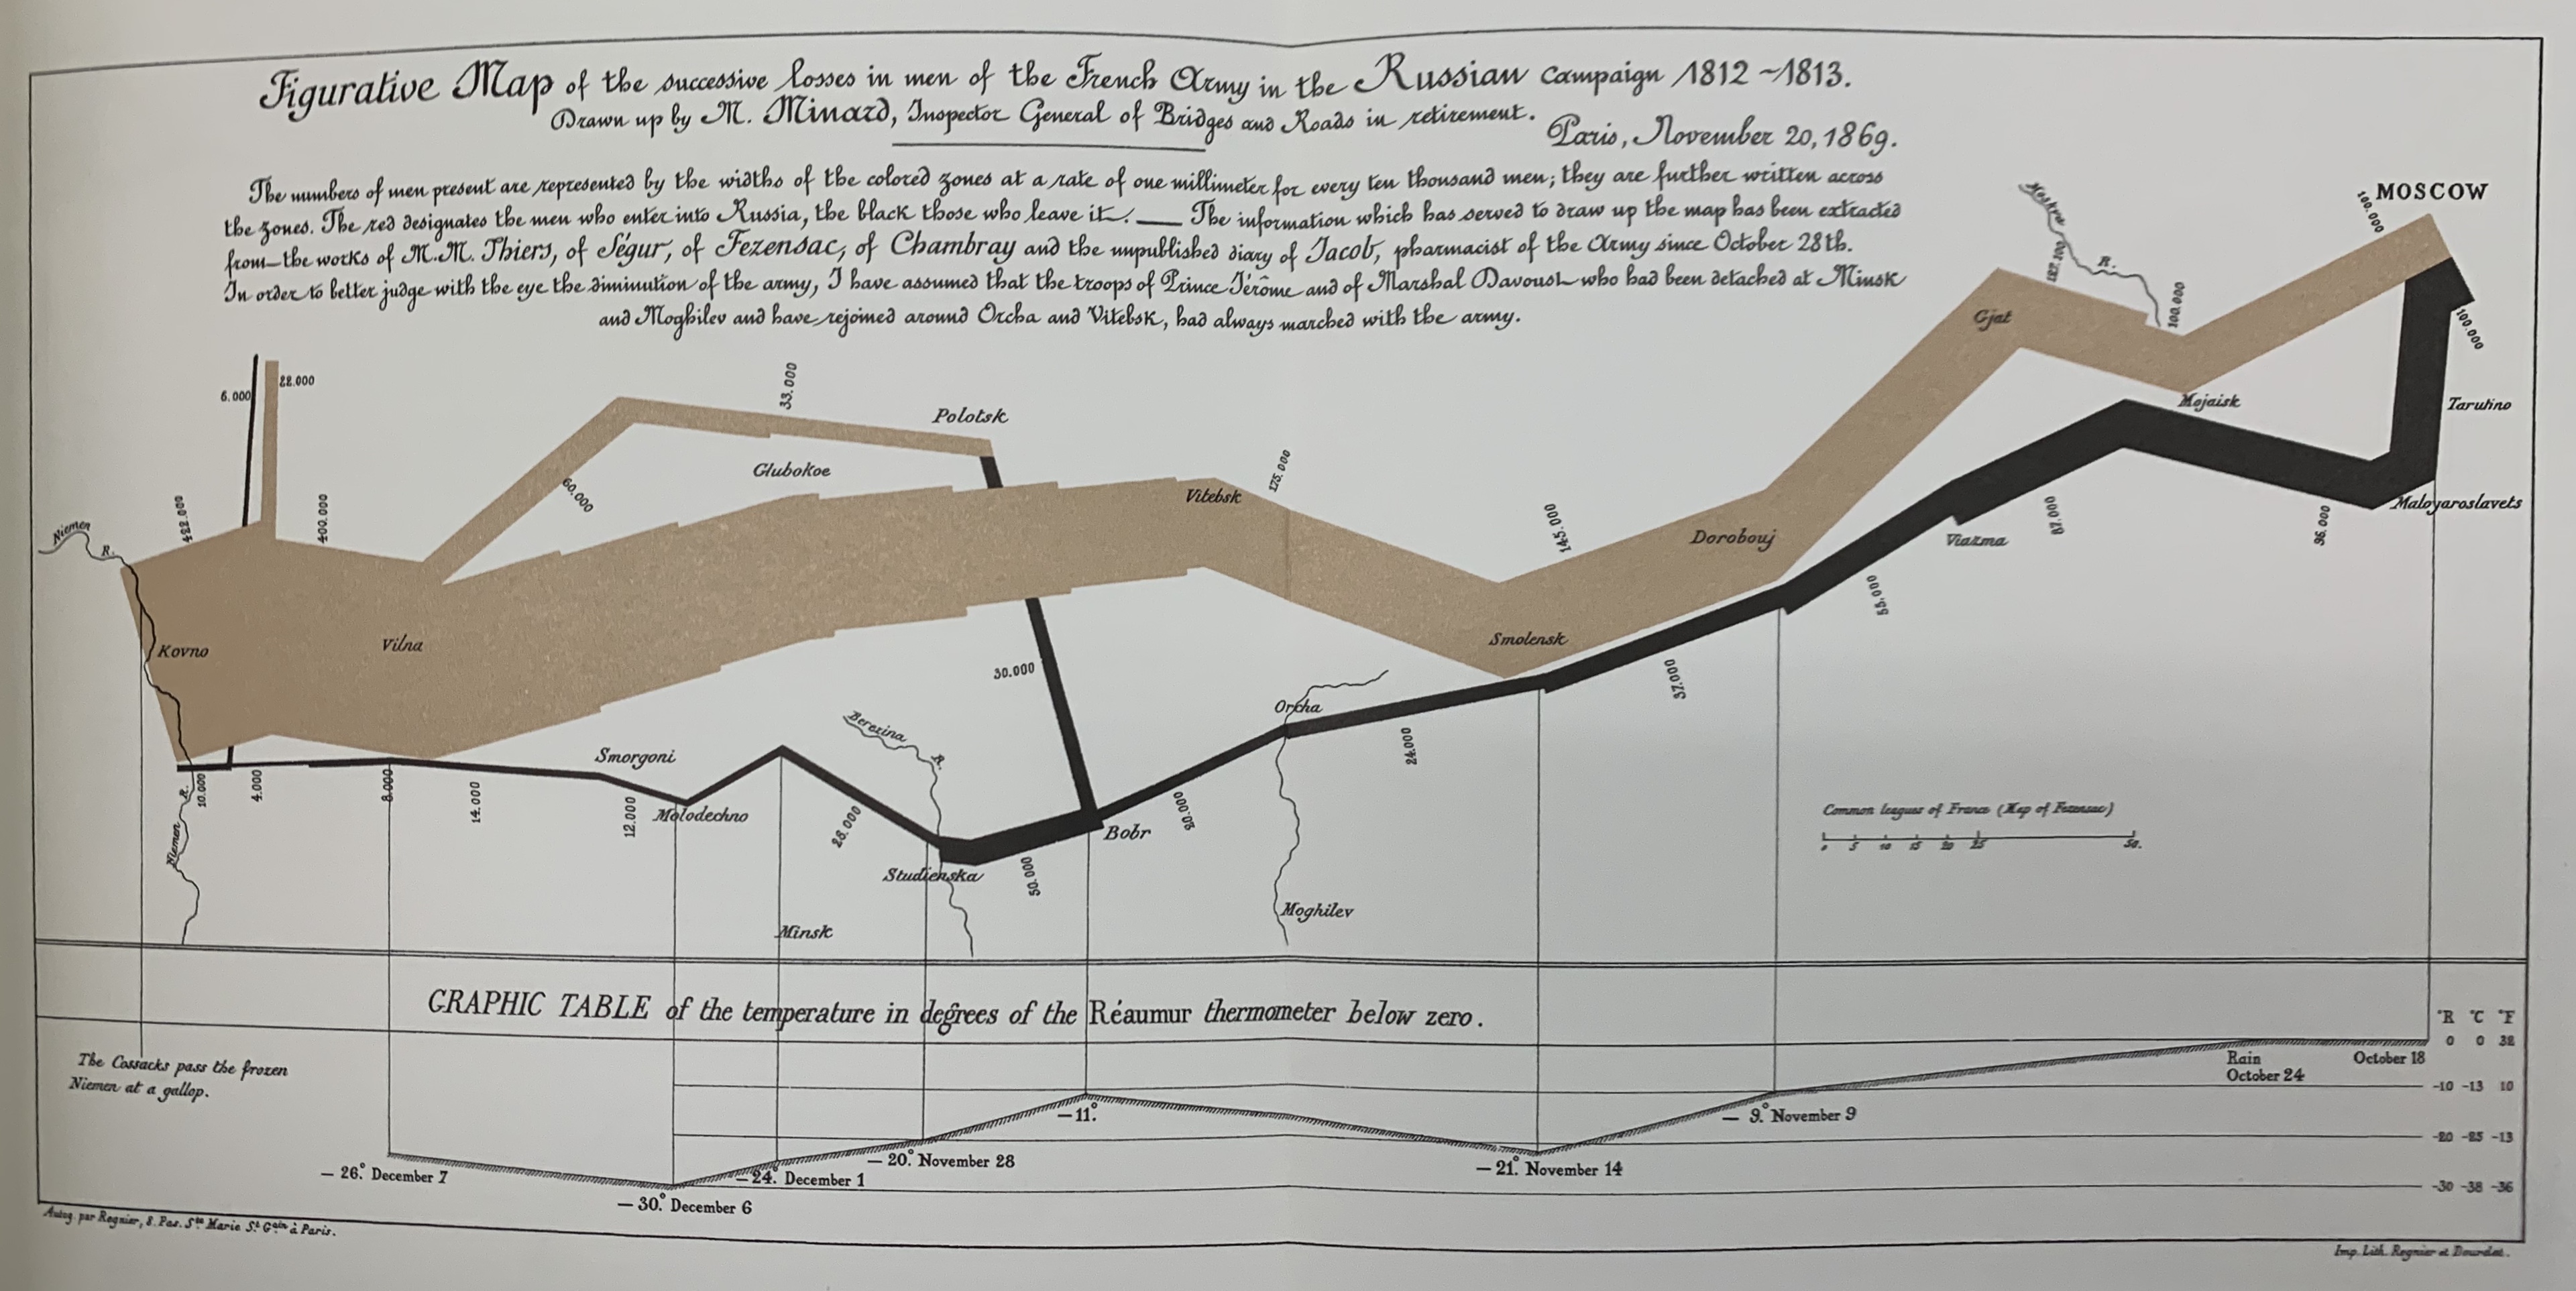 Figurative Map of the successive losses in men of the French Army in the Russian campaign 1812~1813.
Drawn up by M. Minard, Inspector General of Bridges and Roads in retirement.
Paris, November 20, 1869.
The numbers of men present are represented by the widths of the colored zones at a rate of one millimeter for every ten thousand men; they are further written across
the zones. The red designates the men who enter into Russia, the black those who leave it. — The information which has served to draw up the map has been extracted
from the works of M.M. Thiers, of Ségur, of Fezensac, of Chambray and the unpublished diary of Jacob, pharmacist of the Army since October 28th.
In order to better judge with the eye the diminution of the army, I have assumed that the troops of Prince Jérôme and of Marshal Davoust who had been detached at Minsk
and Moghilev and have rejoined around Orcha and Vitebsk, had always marched with the army.
MOSCOW
100.000
Moskva
R.
127.100
100.000
Gjat
100.000
Mojaisk
Tarutino
Maloyaroslavets
6.000
22.000
33.000
Polotsk
Glubokoe
60.000
422.000
400.000
175.000
Vitebsk
145.000
Dorobouj
Viazma
87.000
96.000
55.000
Niemen
R.
Kovno
Vilna
Smolensk
30.000
37.000
Orcha
24.000
Berezina
R.
Smorgoni
Molodechno
10.000
4.000
8.000
14.000
12.000
28.000
R.
Niemen
20.000
Bobr
Studienska
50.000
Minsk
Moghilev
Common leagues of France (Map of Fezensac)
0 5 10 15 20 25 50.
GRAPHIC TABLE of the temperature in degrees of the Réaumur thermometer below zero.
°R °C °F
0 0 32
-10 -13 10
-20 -25 -13
-30 -38 -36
The Cossacks pass the frozen
Niemen at a gallop.
Rain
October 24
October 18
— 9.° November 9
— 21.° November 14
— 11.°
— 20.° November 28
— 24.° December 1
— 30.° December 6
— 26.° December 7
Autog. par Regnier, 8. Pas. Ste Marie St Gain à Paris.
Imp. Lith. Regnier et Dourdet.